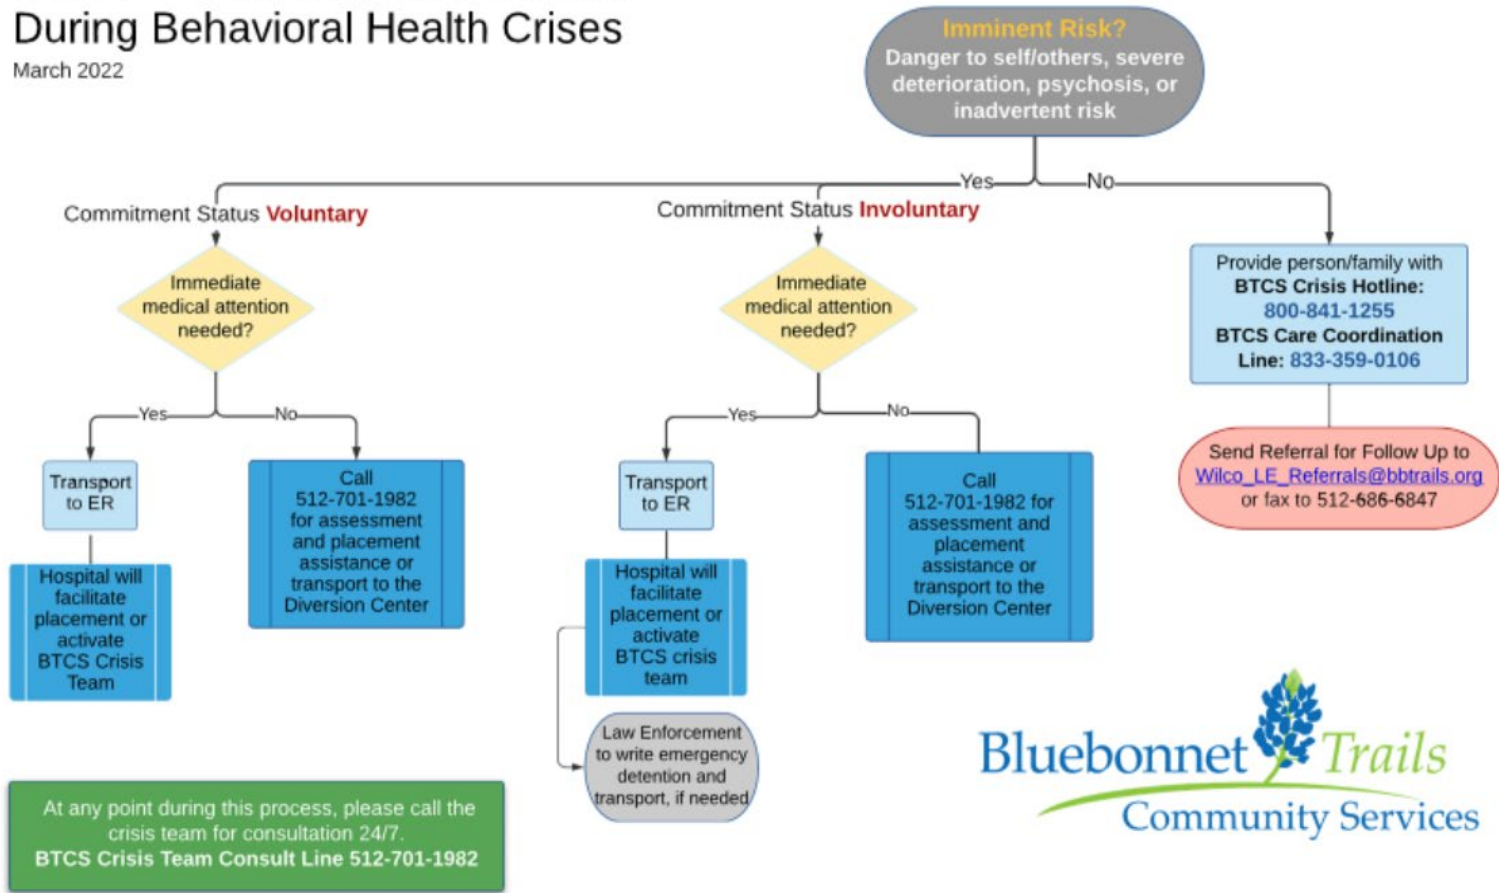 During Behavioral Health Crises
March 2022
Imminent Risk?
Danger to self/others, severe
deterioration, psychosis, or
inadvertent risk
Yes
No
Commitment Status Voluntary
Immediate
medical attention
needed?
Yes
No
Transport
to ER
Hospital will
facilitate
placement or
activate
BTCS Crisis
Team
Call
512-701-1982
for assessment
and placement
assistance or
transport to the
Diversion Center
Commitment Status Involuntary
Immediate
medical attention
needed?
Yes
No
Transport
to ER
Hospital will
facilitate
placement or
activate
BTCS crisis
team
Law Enforcement
to write emergency
detention and
transport, if needed
Call
512-701-1982 for
assessment and
placement
assistance or
transport to the
Diversion Center
Provide person/family with
BTCS Crisis Hotline:
800-841-1255
BTCS Care Coordination
Line: 833-359-0106
Send Referral for Follow Up to
Wilco_LE_Referrals@bbtrails.org
or fax to 512-686-6847
At any point during this process, please call the
crisis team for consultation 24/7.
BTCS Crisis Team Consult Line 512-701-1982
Bluebonnet Trails
Community Services